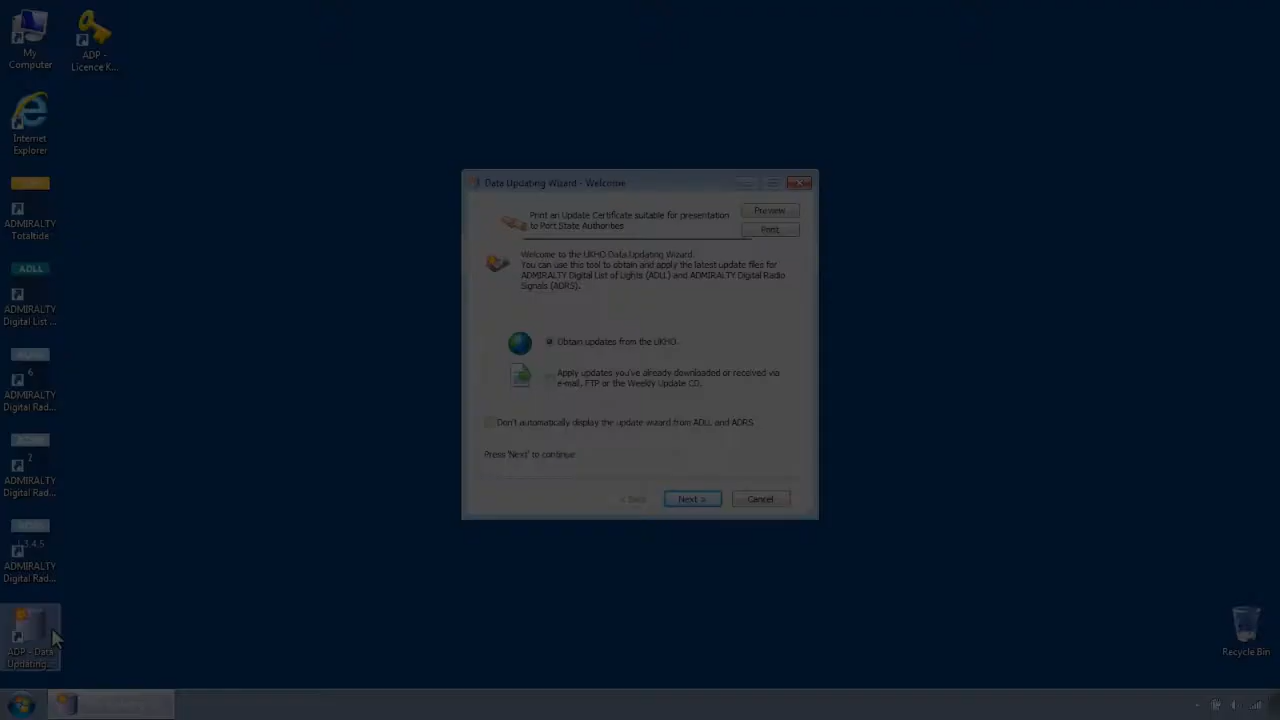 My
Computer
ADP -
Licence K...
Internet
Explorer
ADMIRALTY
Totaltide
ADLL
ADMIRALTY
Digital List ...
6
ADMIRALTY
Digital Rad...
2
ADMIRALTY
Digital Rad...
1,3,4,5
ADMIRALTY
Digital Rad...
ADP - Data
Updating...
Data Updating Wizard - Welcome
Print an Update Certificate suitable for presentation
to Port State Authorities
Preview
Print
Welcome to the UKHO Data Updating Wizard.
You can use this tool to obtain and apply the latest update files for
ADMIRALTY Digital List of Lights (ADLL) and ADMIRALTY Digital Radio
Signals (ADRS).
Obtain updates from the UKHO.
Apply updates you've already downloaded or received via
e-mail, FTP or the Weekly Update CD.
Don't automatically display the update wizard from ADLL and ADRS
Press 'Next' to continue
< Back
Next >
Cancel
Recycle Bin